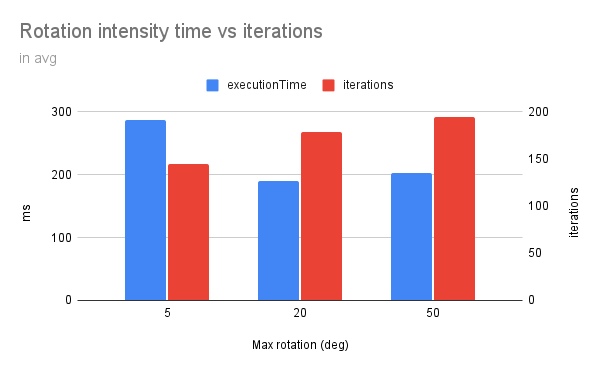 Rotation intensity time vs iterations
in avg
executionTime iterations
300 200
200 150
100 100
0 50
0
ms
iterations
5 20 50
Max rotation (deg)